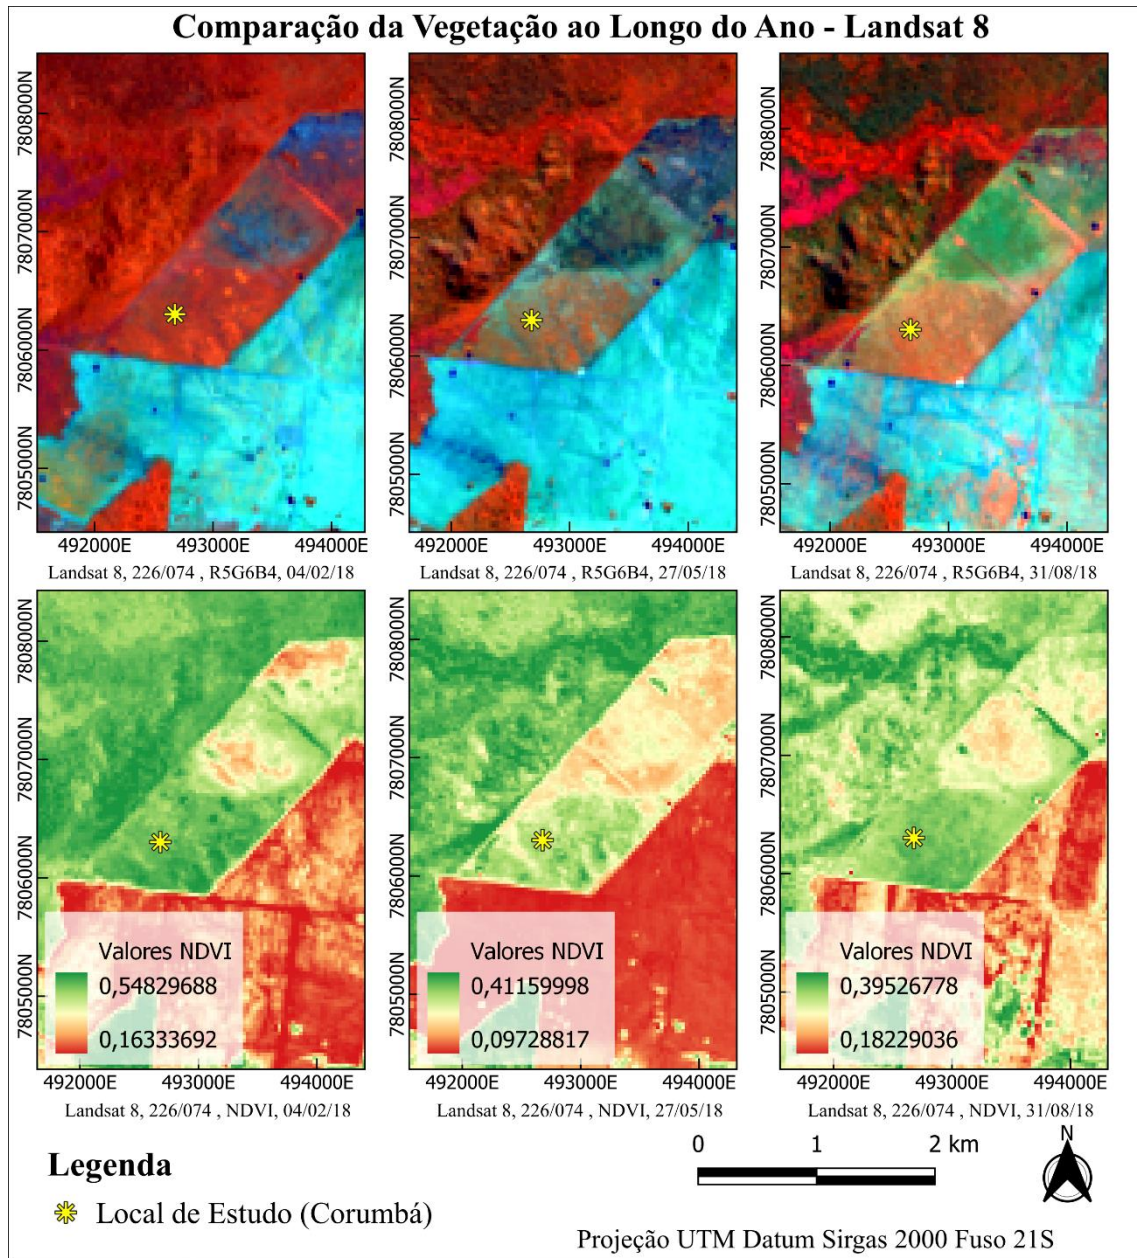 Comparação da Vegetação ao Longo do Ano - Landsat 8
7808000N
7807000N
7806000N
7805000N
492000E 493000E 494000E
Landsat 8, 226/074 , R5G6B4, 04/02/18
7808000N
7807000N
7806000N
7805000N
492000E 493000E 494000E
Landsat 8, 226/074 , R5G6B4, 27/05/18
7808000N
7807000N
7806000N
7805000N
492000E 493000E 494000E
Landsat 8, 226/074 , R5G6B4, 31/08/18
7808000N
7807000N
7806000N
7805000N
Valores NDVI
0,54829688
0,16333692
492000E 493000E 494000E
Landsat 8, 226/074 , NDVI, 04/02/18
7808000N
7807000N
7806000N
7805000N
Valores NDVI
0,41159998
0,09728817
492000E 493000E 494000E
Landsat 8, 226/074 , NDVI, 27/05/18
7808000N
7807000N
7806000N
7805000N
Valores NDVI
0,39526778
0,18229036
492000E 493000E 494000E
Landsat 8, 226/074 , NDVI, 31/08/18
Legenda
Local de Estudo (Corumbá)
0 1 2 km
N
Projeção UTM Datum Sirgas 2000 Fuso 21S